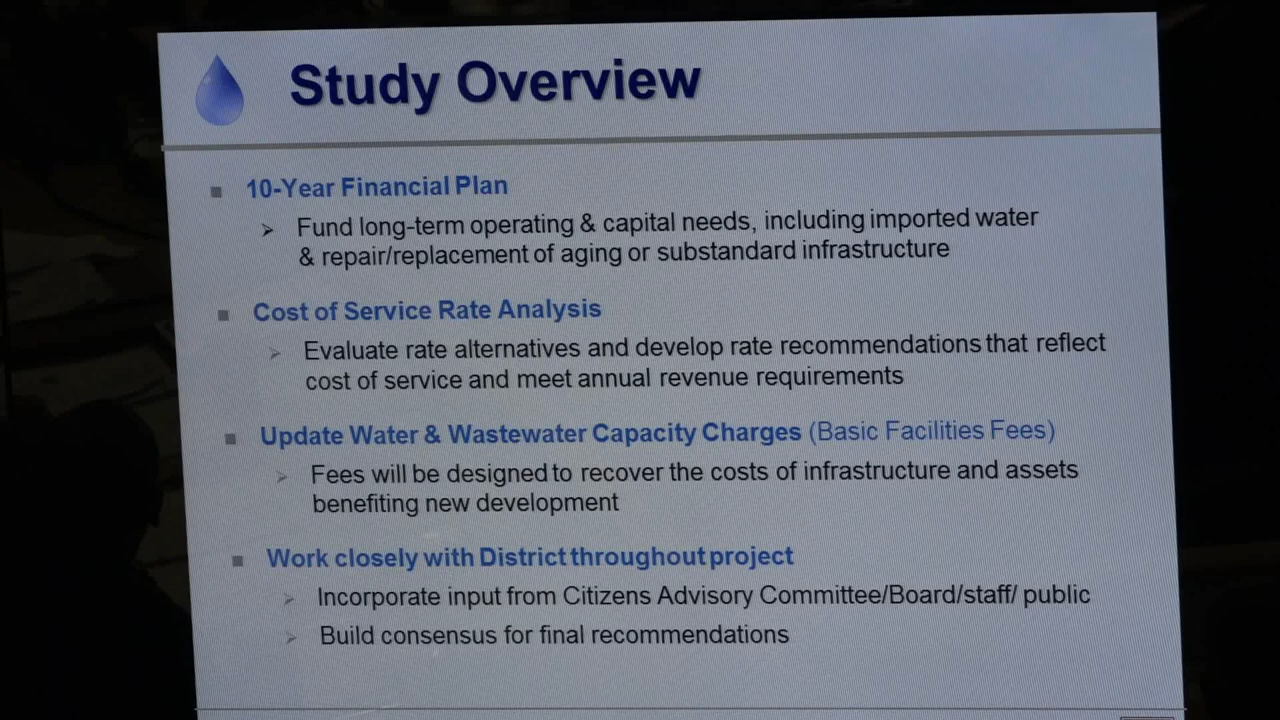 Study Overview
10-Year Financial Plan
Fund long-term operating & capital needs, including imported water
& repair/replacement of aging or substandard infrastructure
Cost of Service Rate Analysis
Evaluate rate alternatives and develop rate recommendations that reflect
cost of service and meet annual revenue requirements
Update Water & Wastewater Capacity Charges (Basic Facilities Fees)
Fees will be designed to recover the costs of infrastructure and assets
benefiting new development
Work closely with District throughout project
Incorporate input from Citizens Advisory Committee/Board/staff/ public
Build consensus for final recommendations